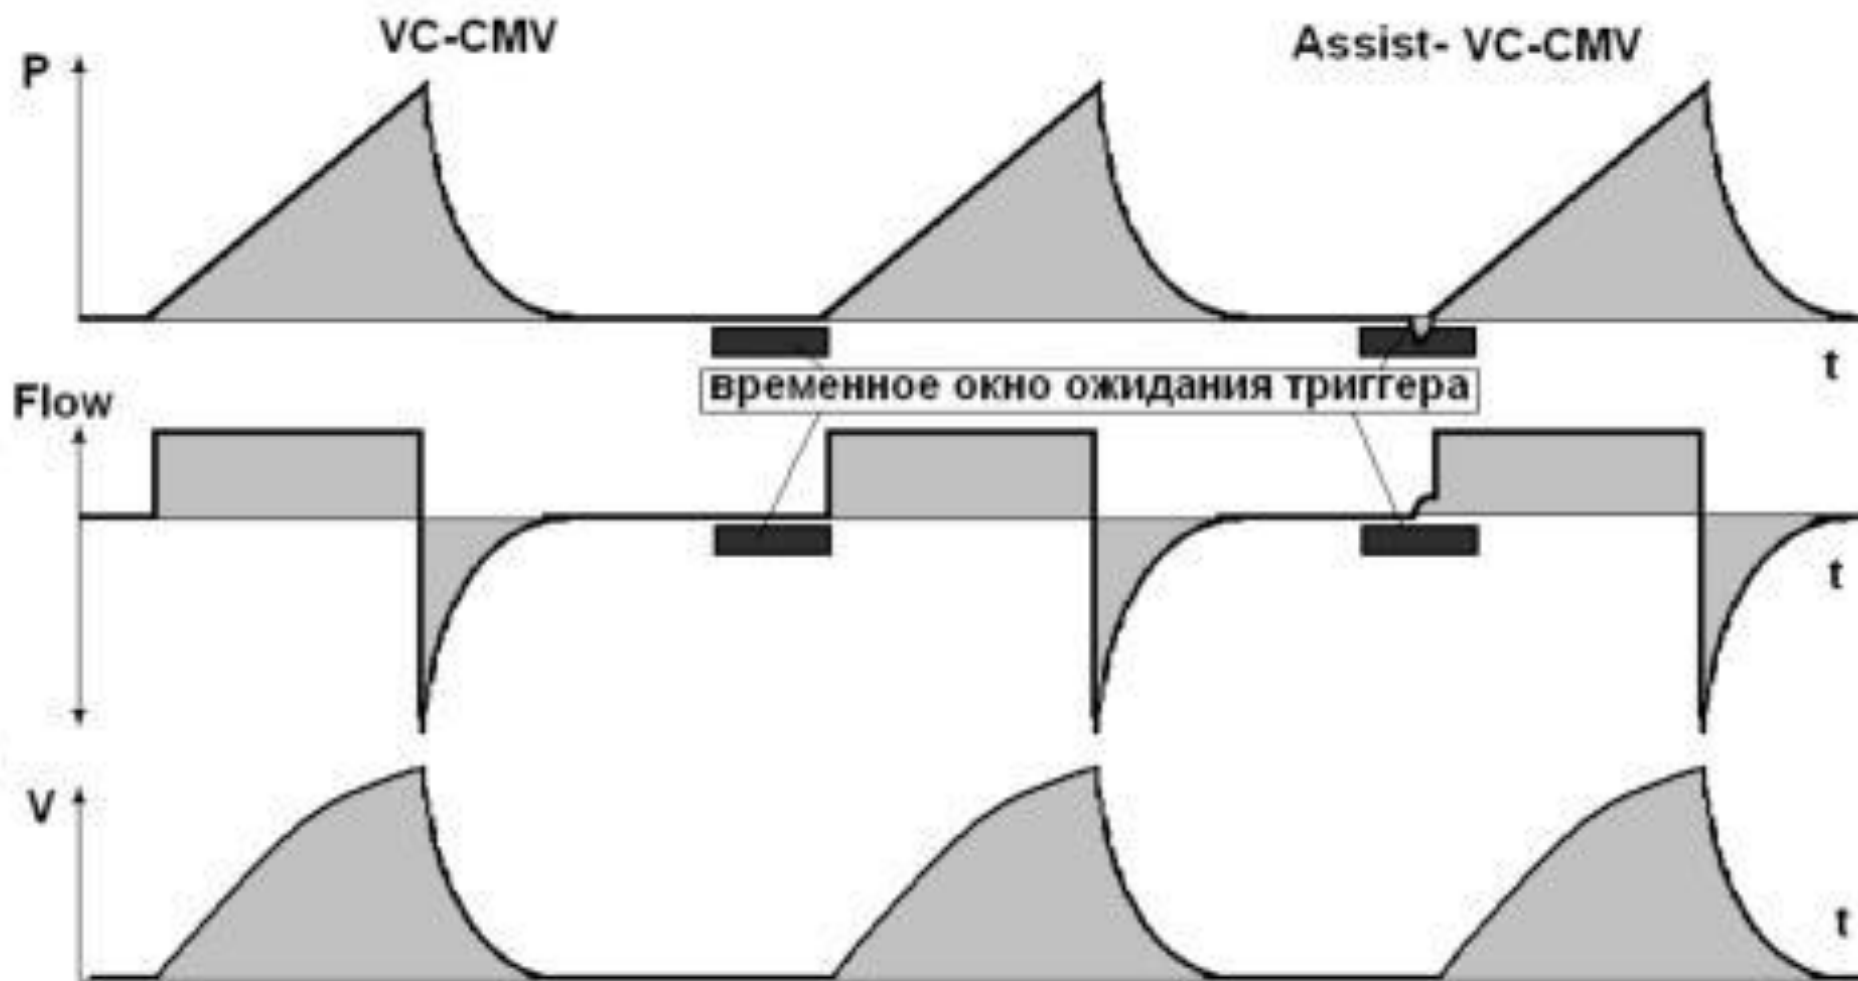 VC-CMV
Assist- VC-CMV
P
t
временное окно ожидания триггера
Flow
t
V
t